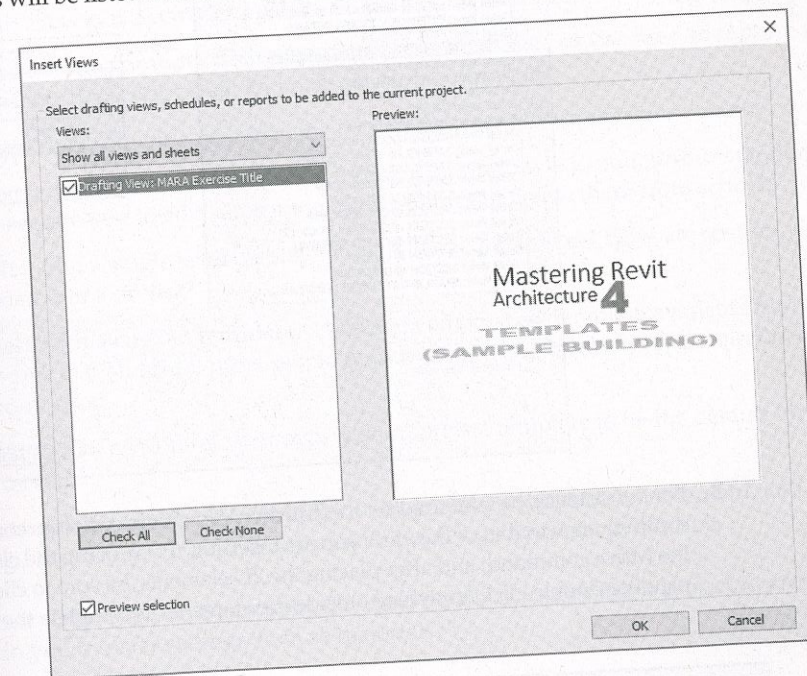 will be
Insert Views
Select drafting views, schedules, or reports to be added to the current project.
Views:
Show all views and sheets
Drafting View: MARA Exercise Title
Preview:
Mastering Revit
Architecture 4
TEMPLATES
(SAMPLE BUILDING)
Check All
Check None
Preview selection
OK
Cancel